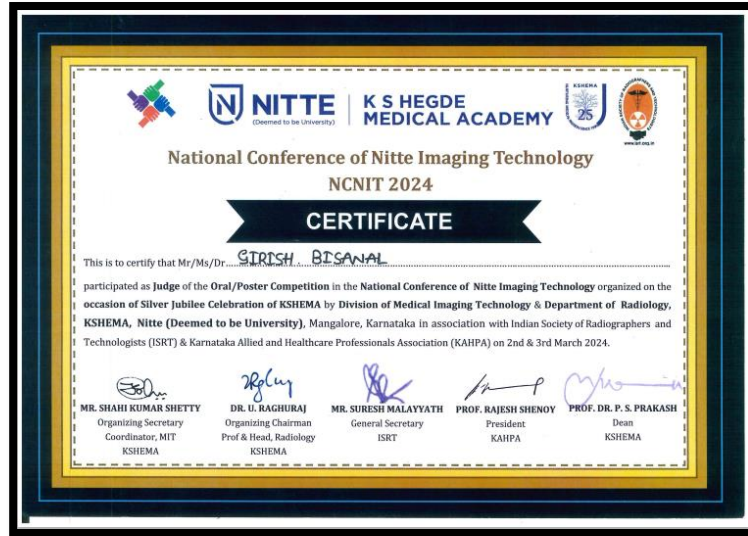 NITTE
(Deemed to be University)
K S HEGDE
MEDICAL ACADEMY
KSHEMA
25
www.isrt.org.in
National Conference of Nitte Imaging Technology
NCNIT 2024
CERTIFICATE
This is to certify that Mr/Ms/Dr GIRISH. BISANAL
participated as Judge of the Oral/Poster Competition in the National Conference of Nitte Imaging Technology organized on the
occasion of Silver Jubilee Celebration of KSHEMA by Division of Medical Imaging Technology & Department of Radiology,
KSHEMA, Nitte (Deemed to be University), Mangalore, Karnataka in association with Indian Society of Radiographers and
Technologists (ISRT) & Karnataka Allied and Healthcare Professionals Association (KAHPA) on 2nd & 3rd March 2024.
MR. SHAHI KUMAR SHETTY
Organizing Secretary
Coordinator, MIT
KSHEMA
DR. U. RAGHURAJ
Organizing Chairman
Prof & Head, Radiology
KSHEMA
MR. SURESH MALAYYATH
General Secretary
ISRT
PROF. RAJESH SHENOY
President
KAHPA
PROF. DR. P. S. PRAKASH
Dean
KSHEMA